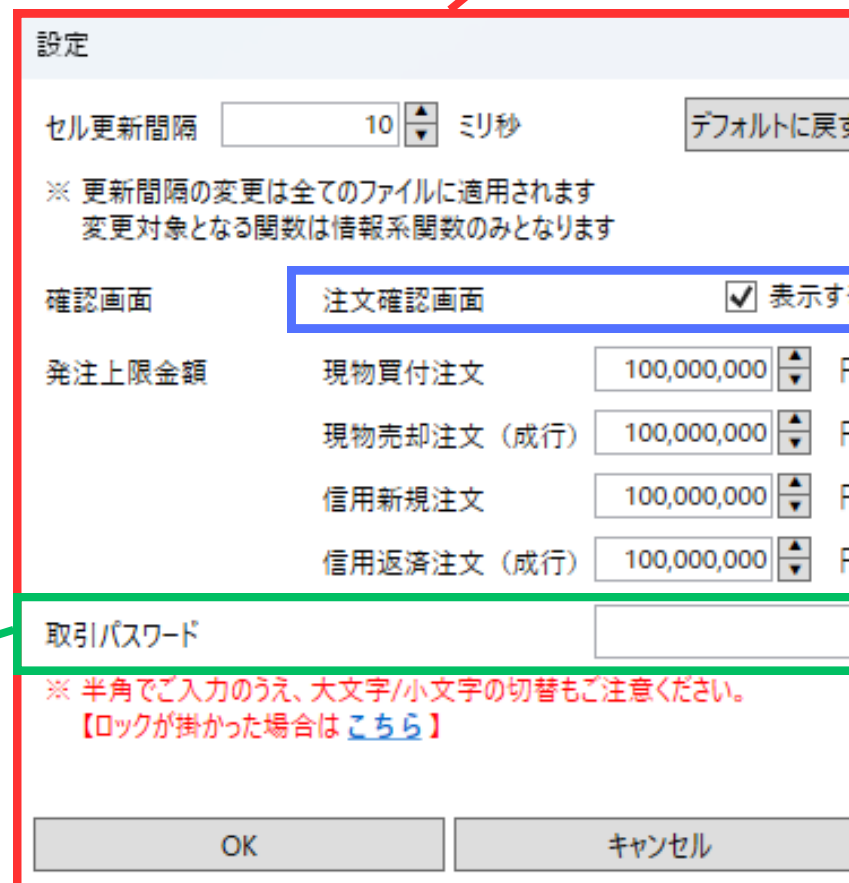 設定
セル更新間隔 10 ミリ秒 デフォルトに戻す
※ 更新間隔の変更は全てのファイルに適用されます
変更対象となる関数は情報系関数のみとなります
確認画面 注文確認画面 表示す
発注上限金額 現物買付注文 100,000,000
現物売却注文（成行） 100,000,000
信用新規注文 100,000,000
信用返済注文（成行） 100,000,000
取引パスワード
※ 半角でご入力のうえ、大文字/小文字の切替もご注意ください。
【ロックが掛かった場合は こちら 】
OK キャンセル